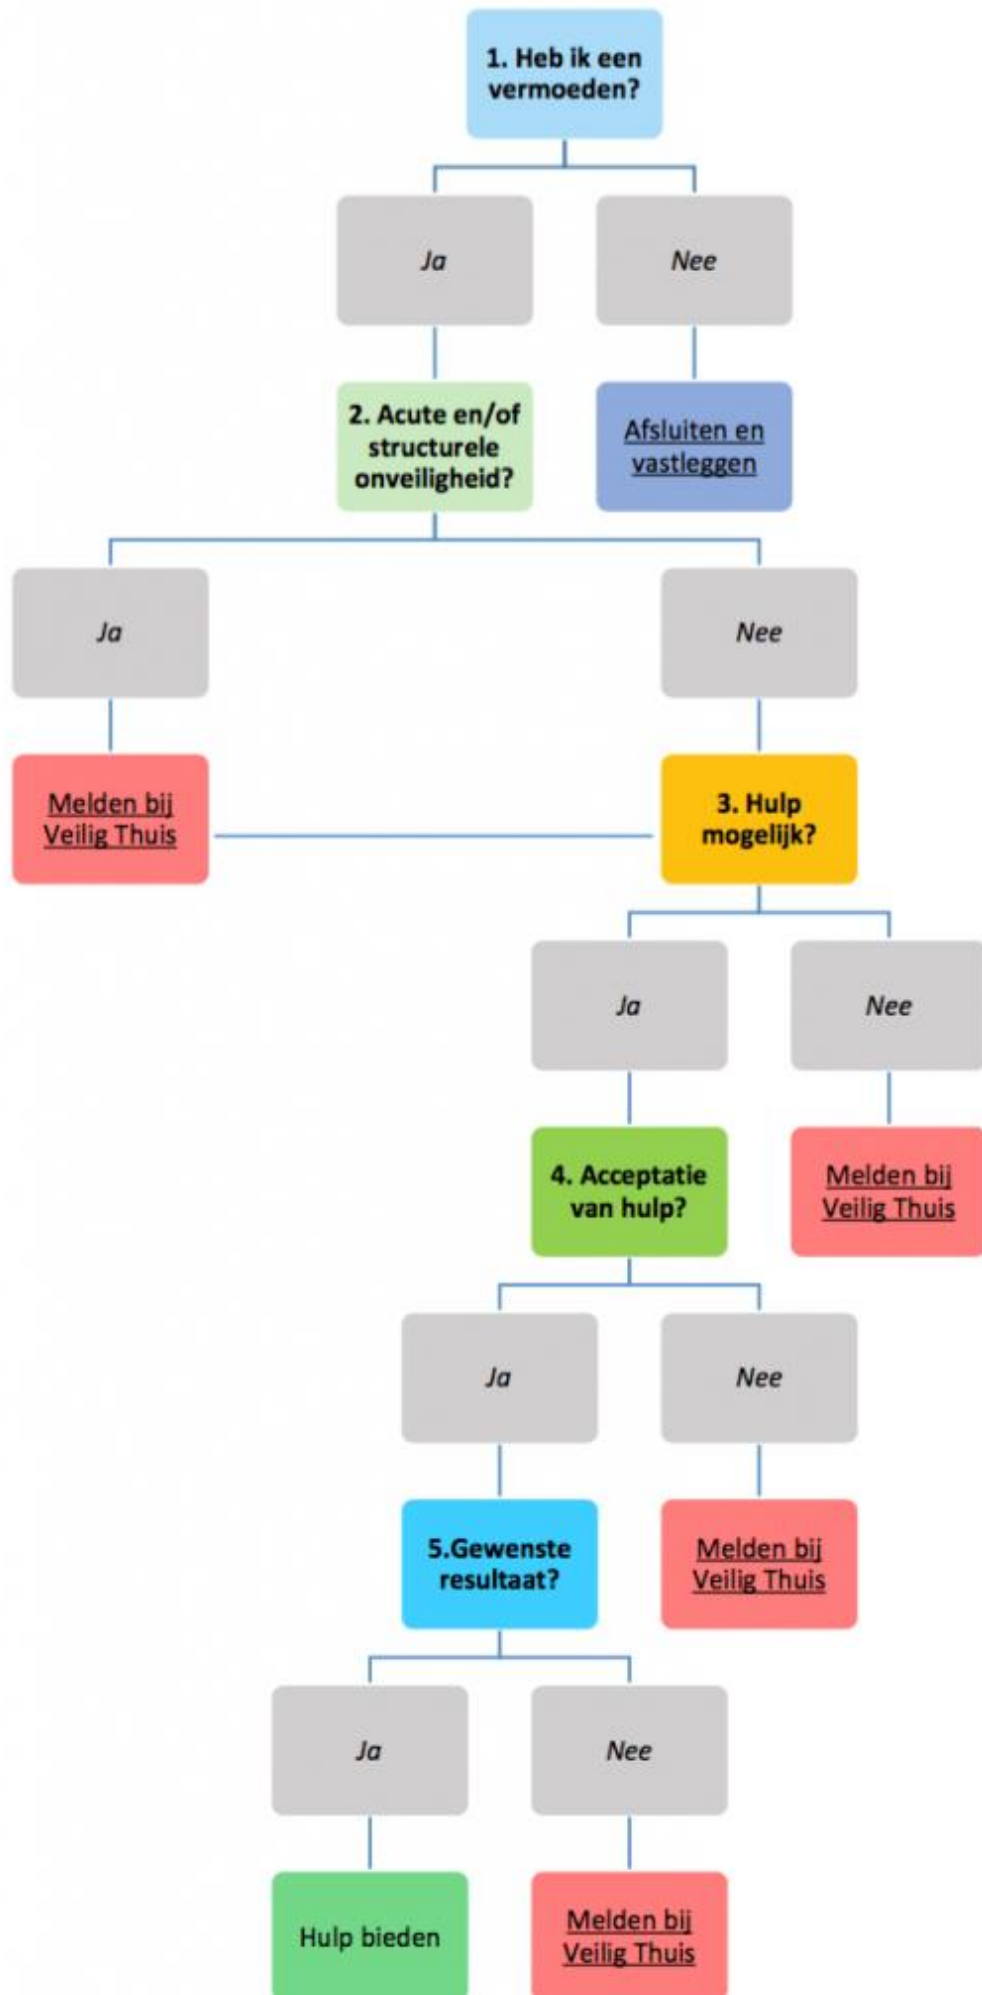 1. Heb ik een
vermoeden?
Ja
Nee
2. Acute en/of
structurele
onveiligheid?
Afsluiten en
vastleggen
Ja
Nee
Melden bij
Veilig Thuis
3. Hulp
mogelijk?
Ja
Nee
4. Acceptatie
van hulp?
Melden bij
Veilig Thuis
Ja
Nee
5.Gewenste
resultaat?
Melden bij
Veilig Thuis
Ja
Nee
Hulp bieden
Melden bij
Veilig Thuis